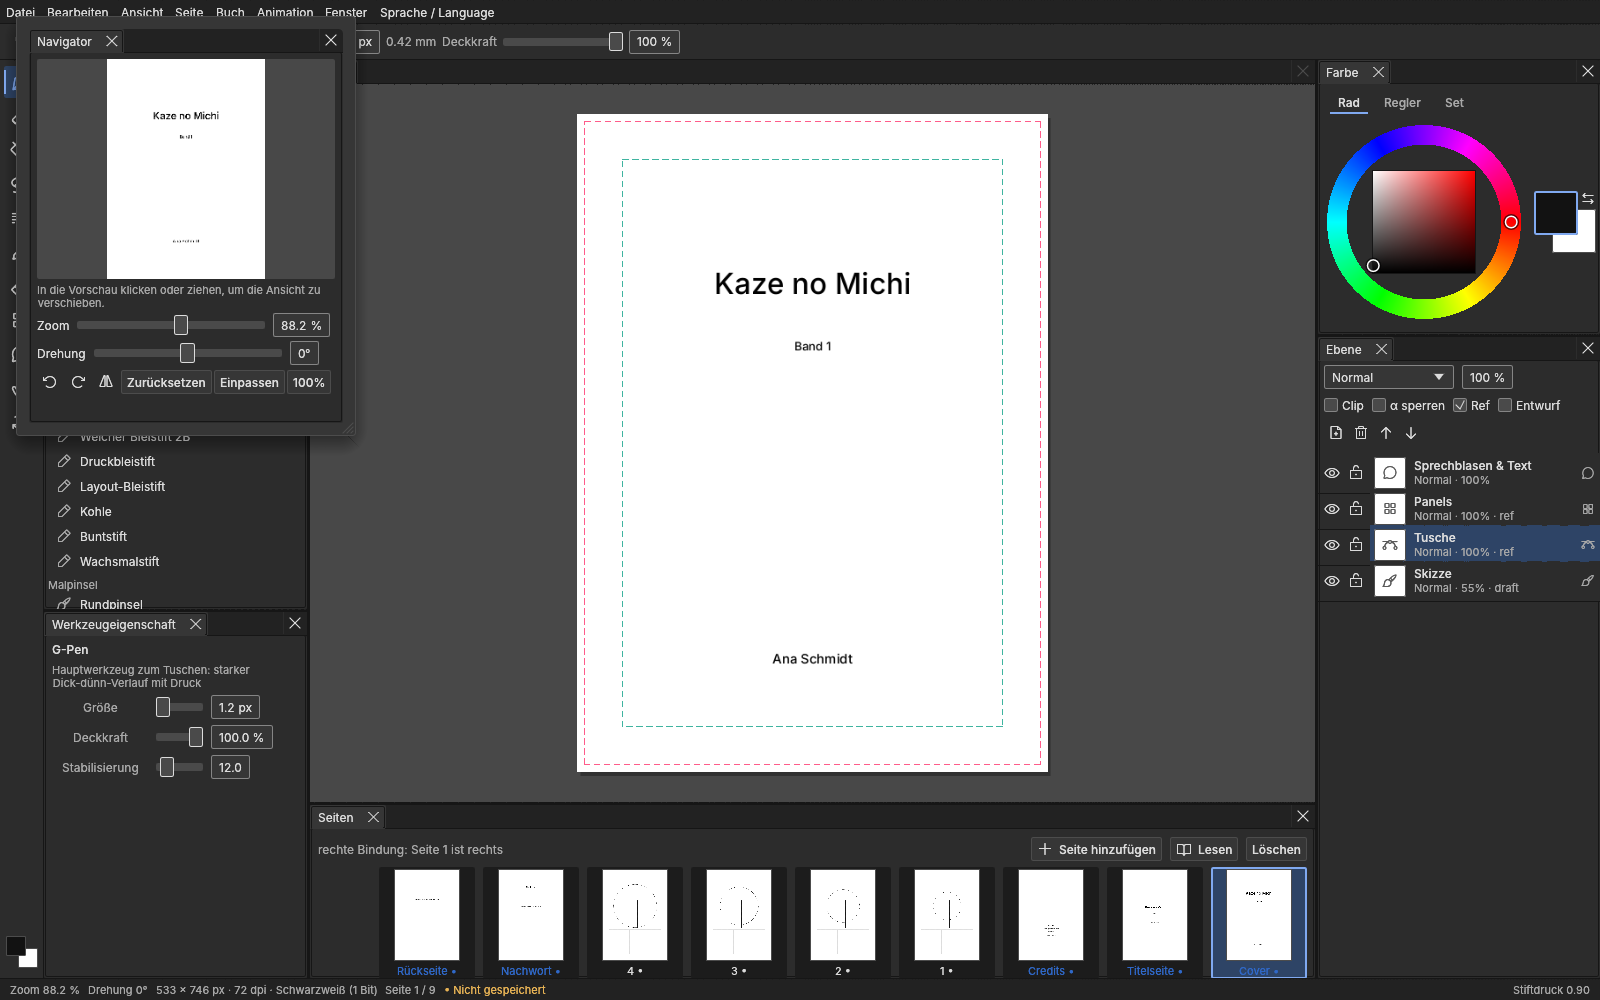 Datei Bearbeiten Ansicht Seite Buch Animation Fenster Sprache / Language
px 0.42 mm Deckkraft 100 %
Navigator
Kaze no Michi
In die Vorschau klicken oder ziehen, um die Ansicht zu
verschieben.
Zoom 88.2 %
Drehung 0°
Zurücksetzen Einpassen 100%
Weicher Bleistift 2B
Druckbleistift
Layout-Bleistift
Kohle
Buntstift
Wachsmalstift
Malpinsel
Rundpinsel
Werkzeugeigenschaft
G-Pen
Hauptwerkzeug zum Tuschen: starker
Dick-dünn-Verlauf mit Druck
Größe 1.2 px
Deckkraft 100.0 %
Stabilisierung 12.0
Kaze no Michi
Band 1
Ana Schmidt
Seiten
rechte Bindung: Seite 1 ist rechts
Seite hinzufügen Lesen Löschen
Rückseite • Nachwort • 4 • 3 • 2 • 1 • Credits • Titelseite • Cover •
Farbe
Rad Regler Set
Ebene
Normal 100 %
Clip α sperren Ref Entwurf
Sprechblasen & Text
Normal · 100%
Panels
Normal · 100% · ref
Tusche
Normal · 100% · ref
Skizze
Normal · 55% · draft
Zoom 88.2 % Drehung 0° 533 × 746 px · 72 dpi · Schwarzweiß (1 Bit) Seite 1 / 9 • Nicht gespeichert
Stiftdruck 0.90